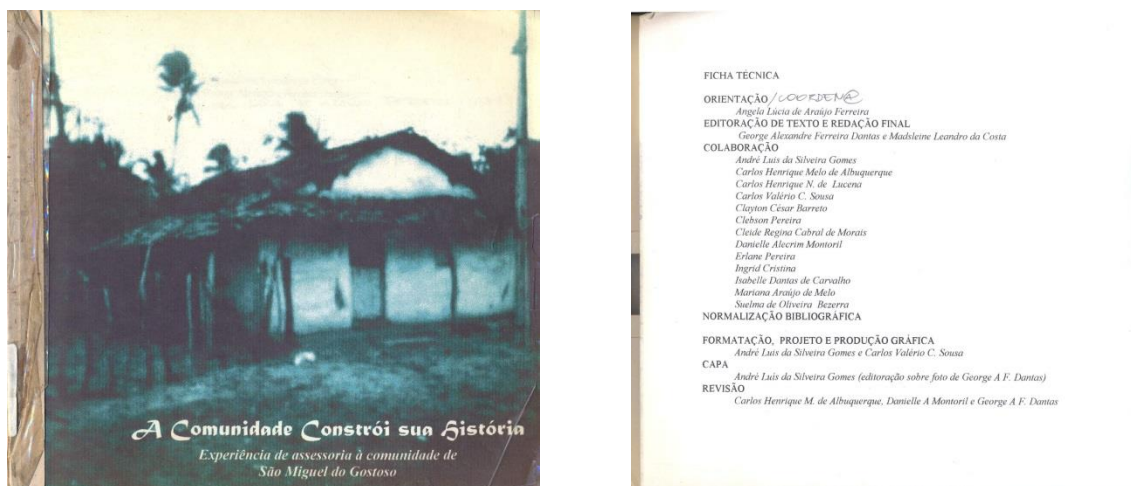 A Comunidade Constrói sua História
Experiência de assessoria à comunidade de
São Miguel do Gostoso
FICHA TÉCNICA
ORIENTAÇÃO / COORDEN@
Angela Lúcia de Araújo Ferreira
EDITORAÇÃO DE TEXTO E REDAÇÃO FINAL
George Alexandre Ferreira Dantas e Madsleine Leandro da Costa
COLABORAÇÃO
André Luis da Silveira Gomes
Carlos Henrique Melo de Albuquerque
Carlos Henrique N. de Lucena
Carlos Valério C. Sousa
Clayton César Barreto
Clebson Pereira
Cleide Regina Cabral de Morais
Danielle Alecrim Montoril
Erlane Pereira
Ingrid Cristina
Isabelle Dantas de Carvalho
Mariana Araújo de Melo
Suelma de Oliveira Bezerra
NORMALIZAÇÃO BIBLIOGRÁFICA
FORMATAÇÃO, PROJETO E PRODUÇÃO GRÁFICA
André Luis da Silveira Gomes e Carlos Valério C. Sousa
CAPA
André Luis da Silveira Gomes (editoração sobre foto de George A F. Dantas)
REVISÃO
Carlos Henrique M. de Albuquerque, Danielle A Montoril e George A F. Dantas